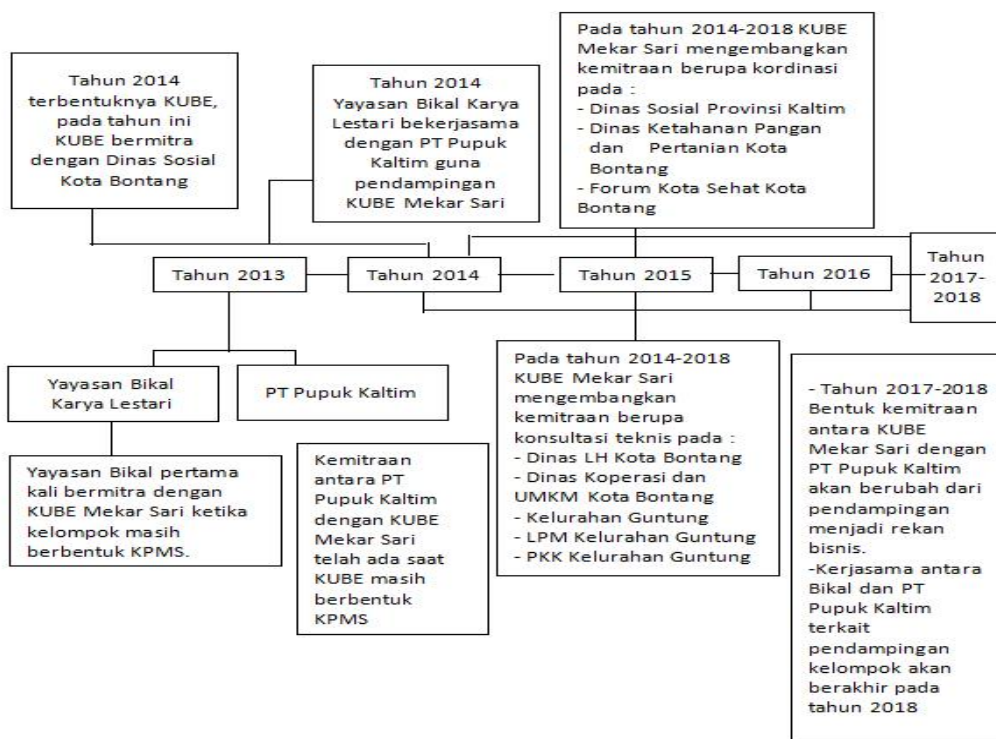 Tahun 2014
terbentuknya KUBE,
pada tahun ini
KUBE bermitra
dengan Dinas Sosial
Kota Bontang
Tahun 2014
Yayasan Bikal Karya
Lestari bekerjasama
dengan PT Pupuk
Kaltim guna
pendampingan
KUBE Mekar Sari
Pada tahun 2014-2018 KUBE
Mekar Sari mengembangkan
kemitraan berupa kordinasi
pada :
- Dinas Sosial Provinsi Kaltim
- Dinas Ketahanan Pangan
dan Pertanian Kota
Bontang
- Forum Kota Sehat Kota
Bontang
Tahun 2013
Tahun 2014
Tahun 2015
Tahun 2016
Tahun
2017-
2018
Yayasan Bikal
Karya Lestari
PT Pupuk Kaltim
Yayasan Bikal pertama
kali bermitra dengan
KUBE Mekar Sari ketika
kelompok masih
berbentuk KPMS.
Kemitraan
antara PT
Pupuk Kaltim
dengan KUBE
Mekar Sari
telah ada saat
KUBE masih
berbentuk
KPMS
Pada tahun 2014-2018
KUBE Mekar Sari
mengembangkan
kemitraan berupa
konsultasi teknis pada :
- Dinas LH Kota Bontang
- Dinas Koperasi dan
UMKM Kota Bontang
- Kelurahan Guntung
- LPM Kelurahan Guntung
- PKK Kelurahan Guntung
- Tahun 2017-2018
Bentuk kemitraan
antara KUBE
Mekar Sari dengan
PT Pupuk Kaltim
akan berubah dari
pendampingan
menjadi rekan
bisnis.
-Kerjasama antara
Bikal dan PT
Pupuk Kaltim
terkait
pendampingan
kelompok akan
berakhir pada
tahun 2018